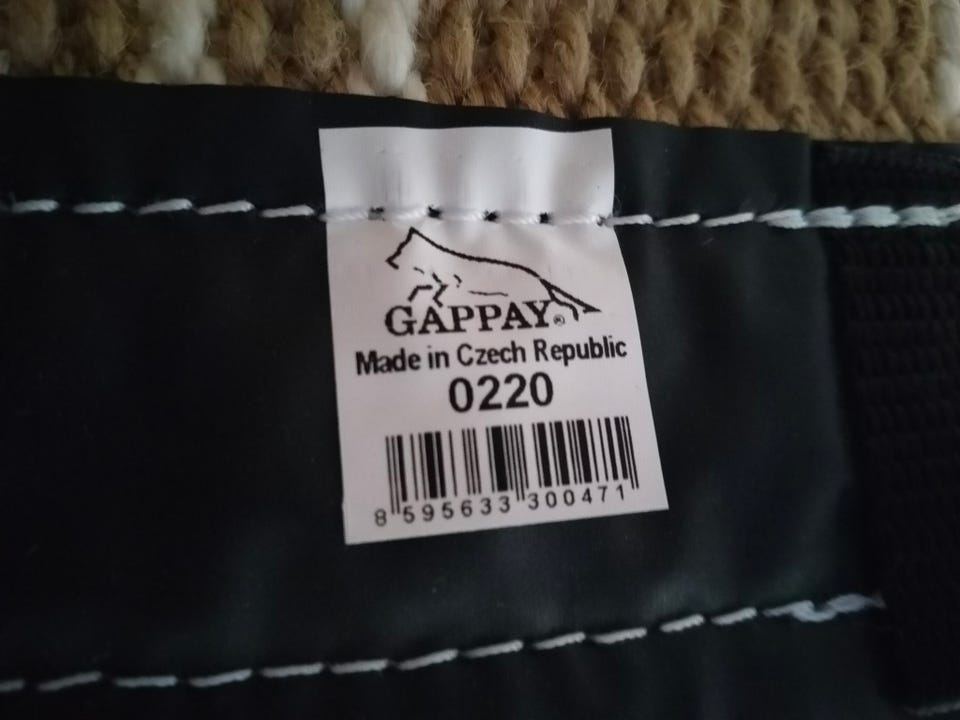 GAPPAY®
Made in Czech Republic
0220
8 595633 300471